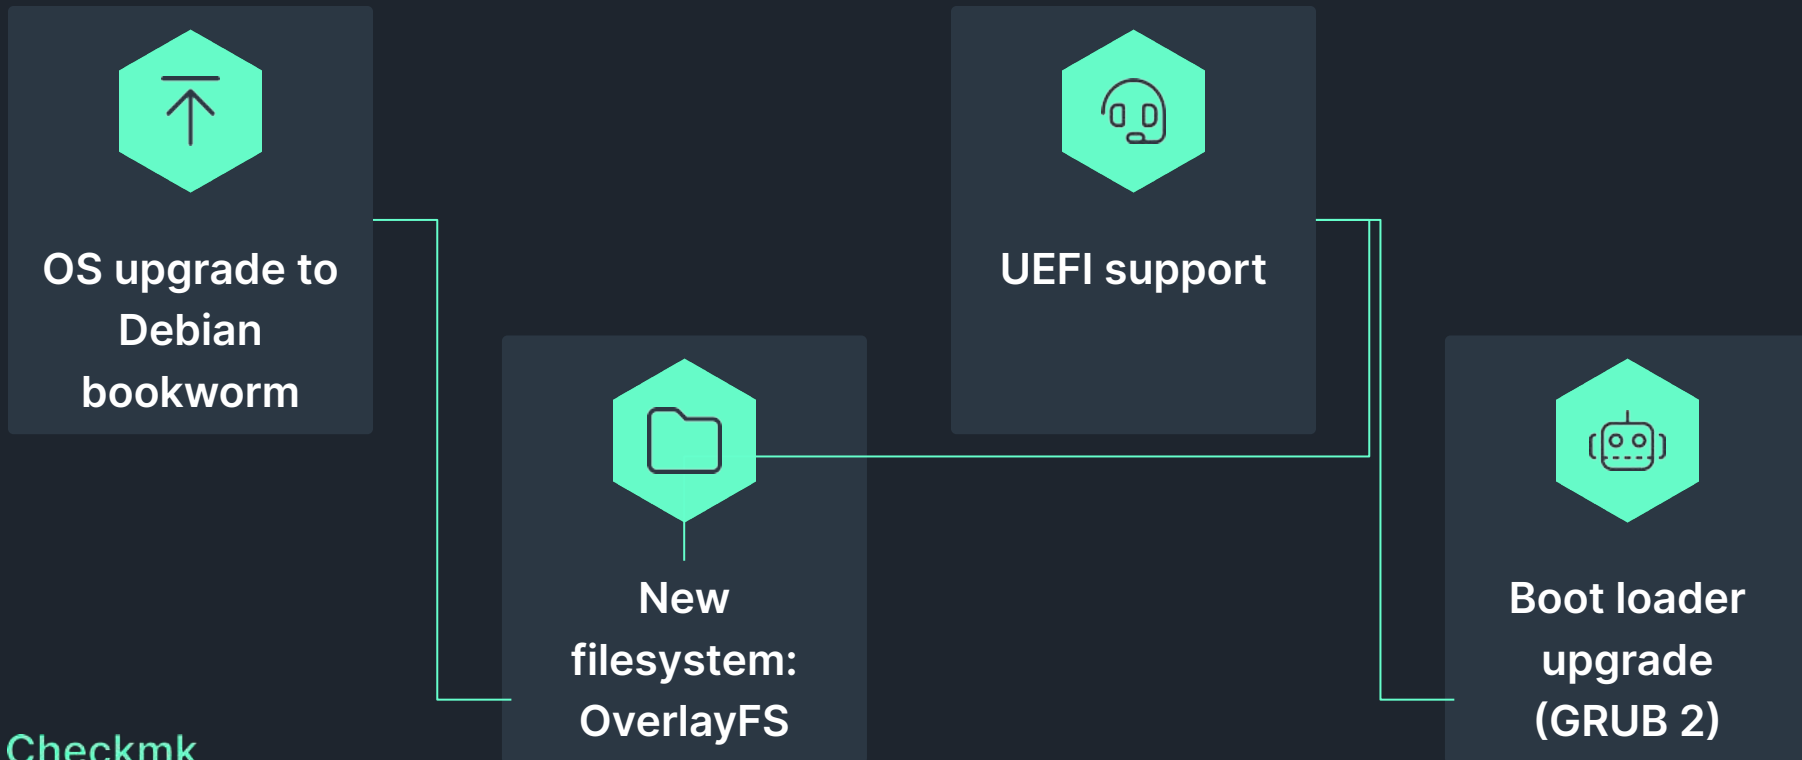 OS upgrade to
Debian
bookworm
New
filesystem:
OverlayFS
UEFI support
Boot loader
upgrade
(GRUB 2)
Checkmk